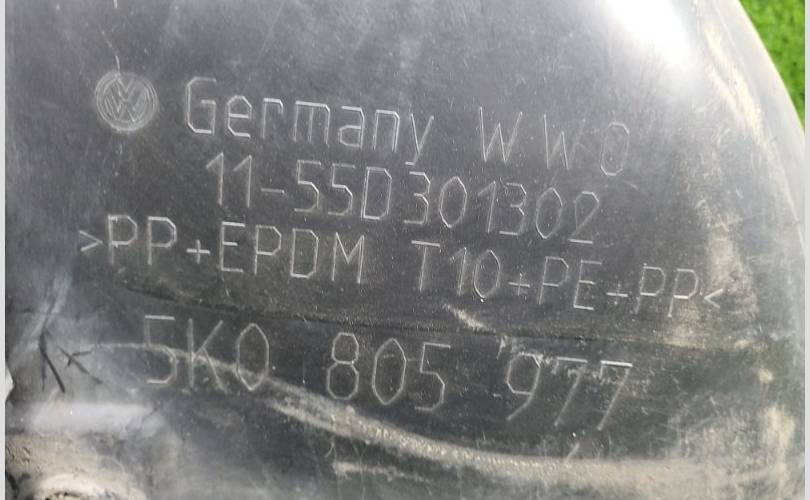 Germany WWO
11-55D301302
>PP+EPDM T10+PE+PP<
5K0 805 977